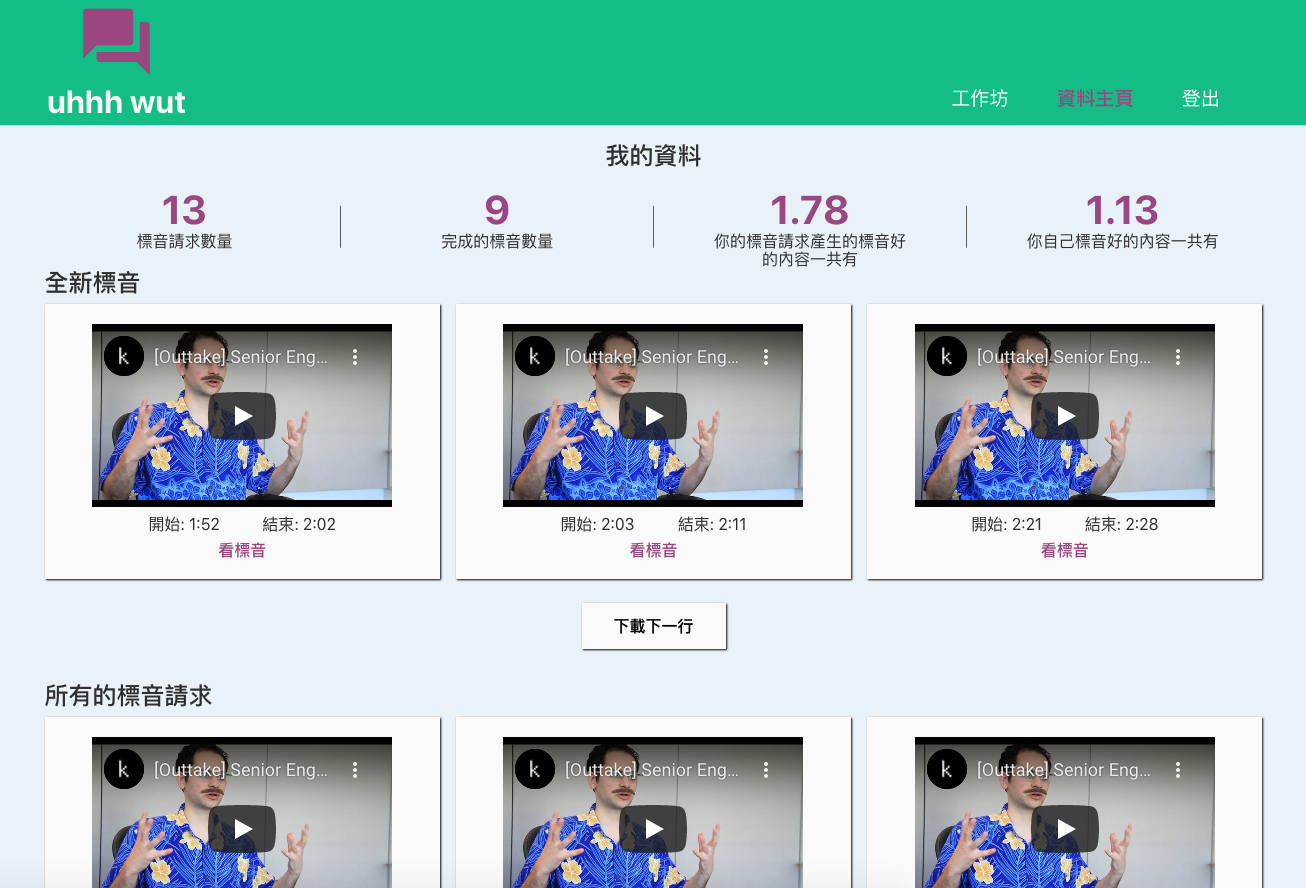 uhhh wut
工作坊 資料主頁 登出
我的資料
13
標音請求數量
9
完成的標音數量
1.78
你的標音請求產生的標音好
的內容一共有
1.13
你自己標音好的內容一共有
全新標音
k [Outtake] Senior Eng...
開始: 1:52 結束: 2:02
看標音
k [Outtake] Senior Eng...
開始: 2:03 結束: 2:11
看標音
k [Outtake] Senior Eng...
開始: 2:21 結束: 2:28
看標音
下載下一行
所有的標音請求
k [Outtake] Senior Eng...
k [Outtake] Senior Eng...
k [Outtake] Senior Eng...